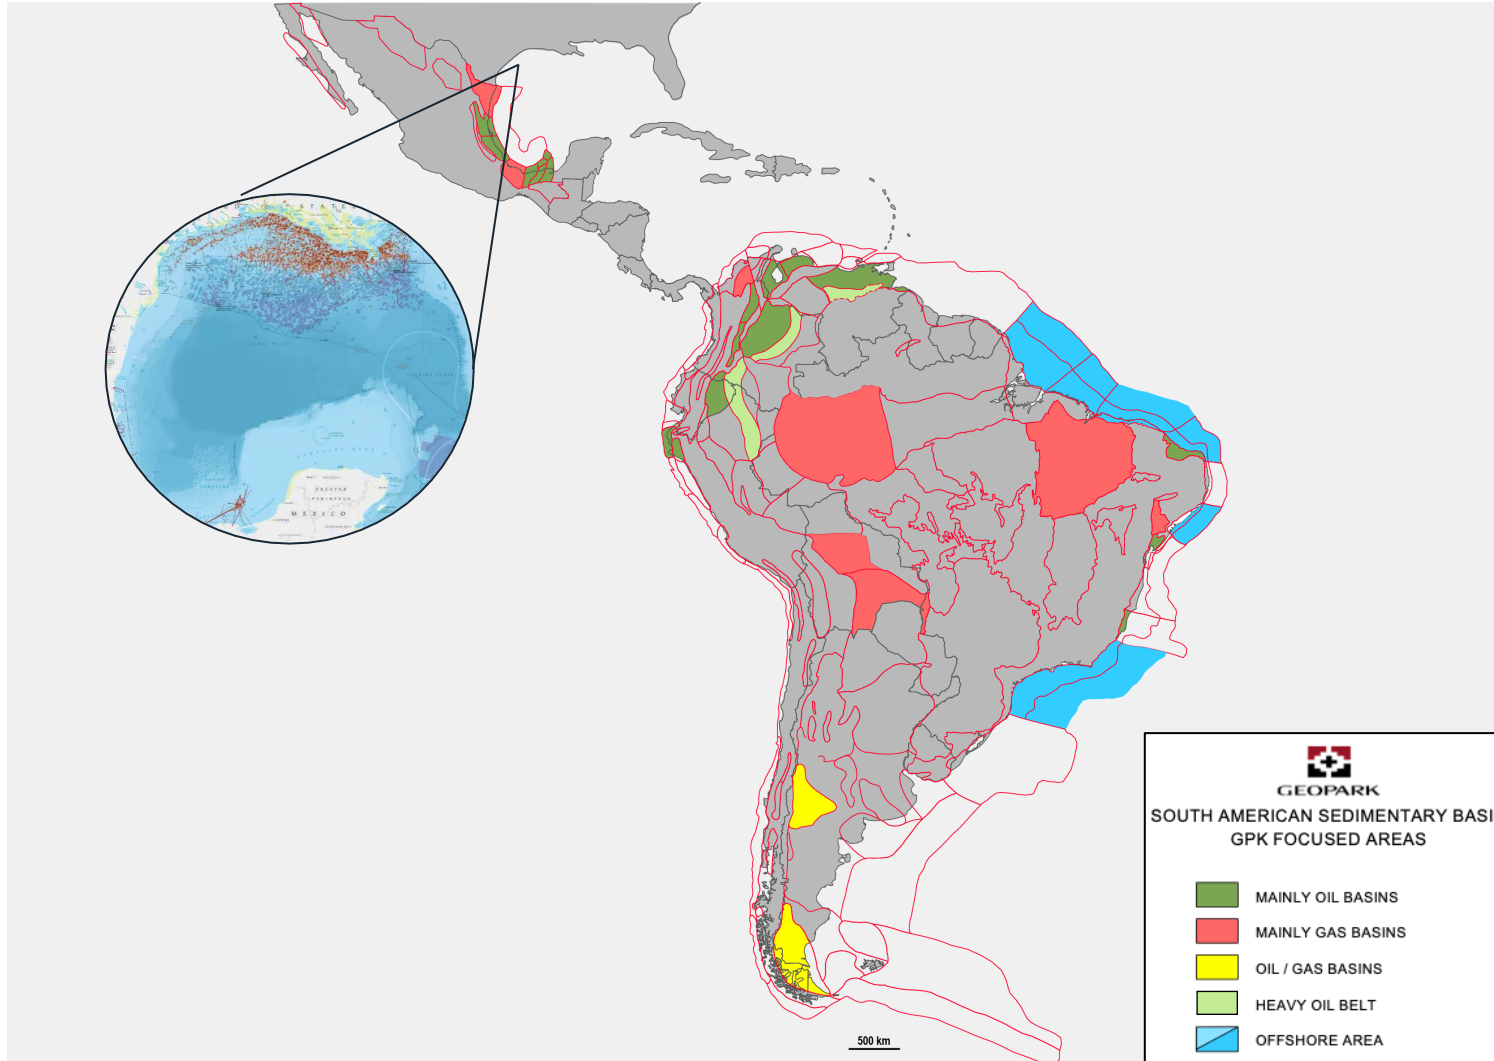 STATES
MEXICO
500 km
GEOPARK
SOUTH AMERICAN SEDIMENTARY BASI
GPK FOCUSED AREAS
MAINLY OIL BASINS
MAINLY GAS BASINS
OIL / GAS BASINS
HEAVY OIL BELT
OFFSHORE AREA